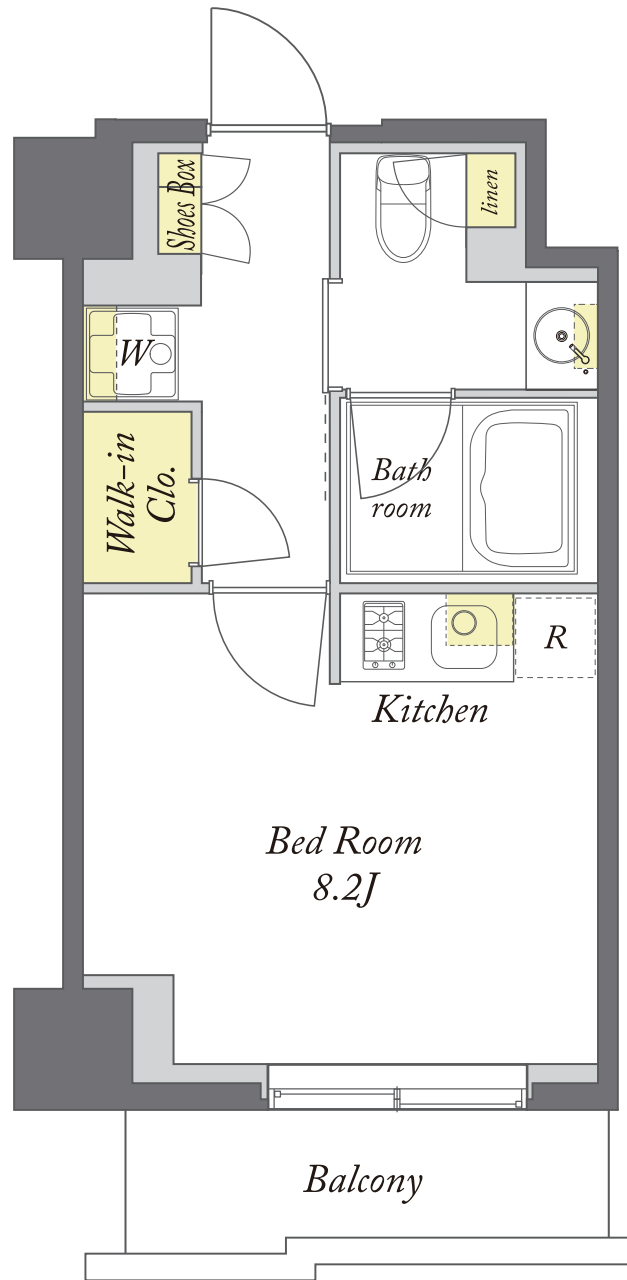 Shoes Box
linen
W
Walk-in
Clo.
Bath
room
R
Kitchen
Bed Room
8.2J
Balcony